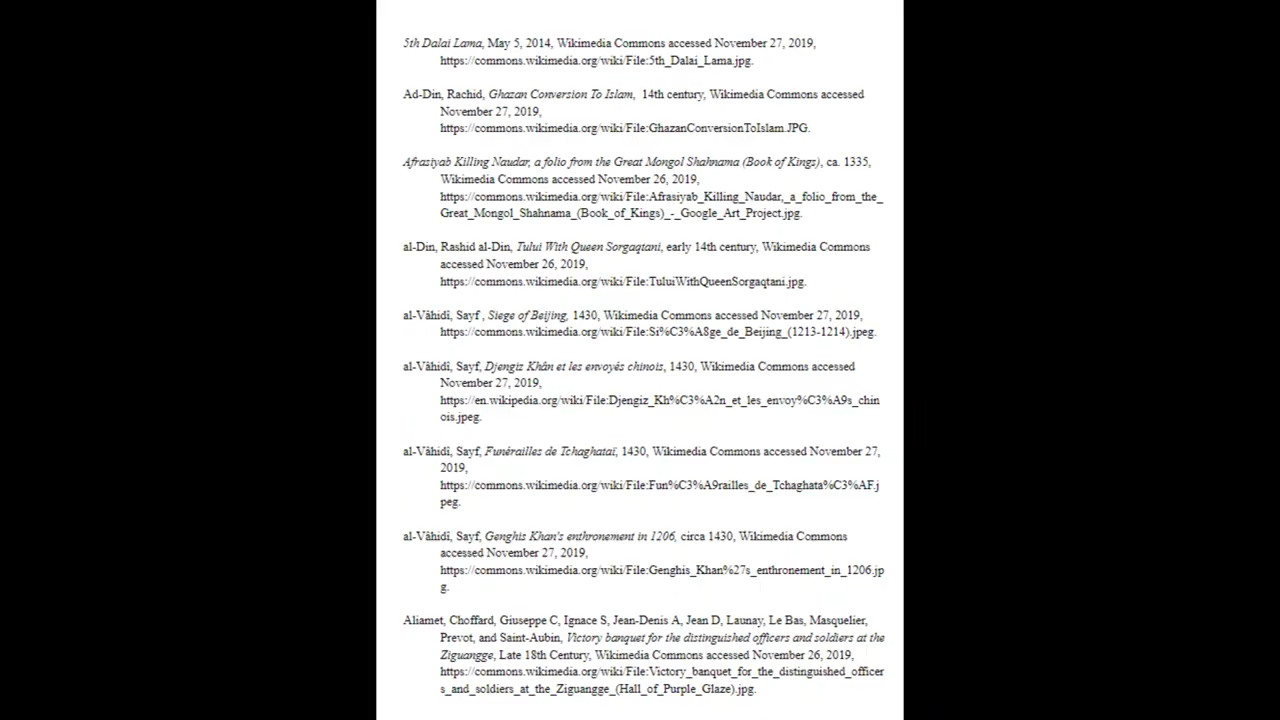 5th Dalai Lama, May 5, 2014, Wikimedia Commons accessed November 27, 2019,
https://commons.wikimedia.org/wiki/File:5th_Dalai_Lama.jpg.
Ad-Din, Rachid, Ghazan Conversion To Islam, 14th century, Wikimedia Commons accessed
November 27, 2019,
https://commons.wikimedia.org/wiki/File:GhazanConversionToIslam.JPG.
Afrasiyab Killing Naudar, a folio from the Great Mongol Shahnama (Book of Kings), ca. 1335,
Wikimedia Commons accessed November 26, 2019,
https://commons.wikimedia.org/wiki/File:Afrasiyab_Killing_Naudar,_a_folio_from_the_
Great_Mongol_Shahnama_(Book_of_Kings)_-_Google_Art_Project.jpg.
al-Din, Rashid al-Din, Tului With Queen Sorgaqtani, early 14th century, Wikimedia Commons
accessed November 26, 2019,
https://commons.wikimedia.org/wiki/File:TuluiWithQueenSorgaqtani.jpg.
al-Vâhidî, Sayf , Siege of Beijing, 1430, Wikimedia Commons accessed November 27, 2019,
https://commons.wikimedia.org/wiki/File:Si%C3%A8ge_de_Beijing_(1213-1214).jpeg.
al-Vâhidî, Sayf, Djengiz Khân et les envoyés chinois, 1430, Wikimedia Commons accessed
November 27, 2019,
https://en.wikipedia.org/wiki/File:Djengiz_Kh%C3%A2n_et_les_envoy%C3%A9s_chin
ois.jpeg.
al-Vâhidî, Sayf, Funérailles de Tchaghataï, 1430, Wikimedia Commons accessed November 27,
2019,
https://commons.wikimedia.org/wiki/File:Fun%C3%A9railles_de_Tchaghata%C3%AF.j
peg.
al-Vâhidî, Sayf, Genghis Khan's enthronement in 1206, circa 1430, Wikimedia Commons
accessed November 27, 2019,
https://commons.wikimedia.org/wiki/File:Genghis_Khan%27s_enthronement_in_1206.jp
g.
Aliamet, Choffard, Giuseppe C, Ignace S, Jean-Denis A, Jean D, Launay, Le Bas, Masquelier,
Prevot, and Saint-Aubin, Victory banquet for the distinguished officers and soldiers at the
Ziguangge, Late 18th Century, Wikimedia Commons accessed November 26, 2019,
https://commons.wikimedia.org/wiki/File:Victory_banquet_for_the_distinguished_officer
s_and_soldiers_at_the_Ziguangge_(Hall_of_Purple_Glaze).jpg.